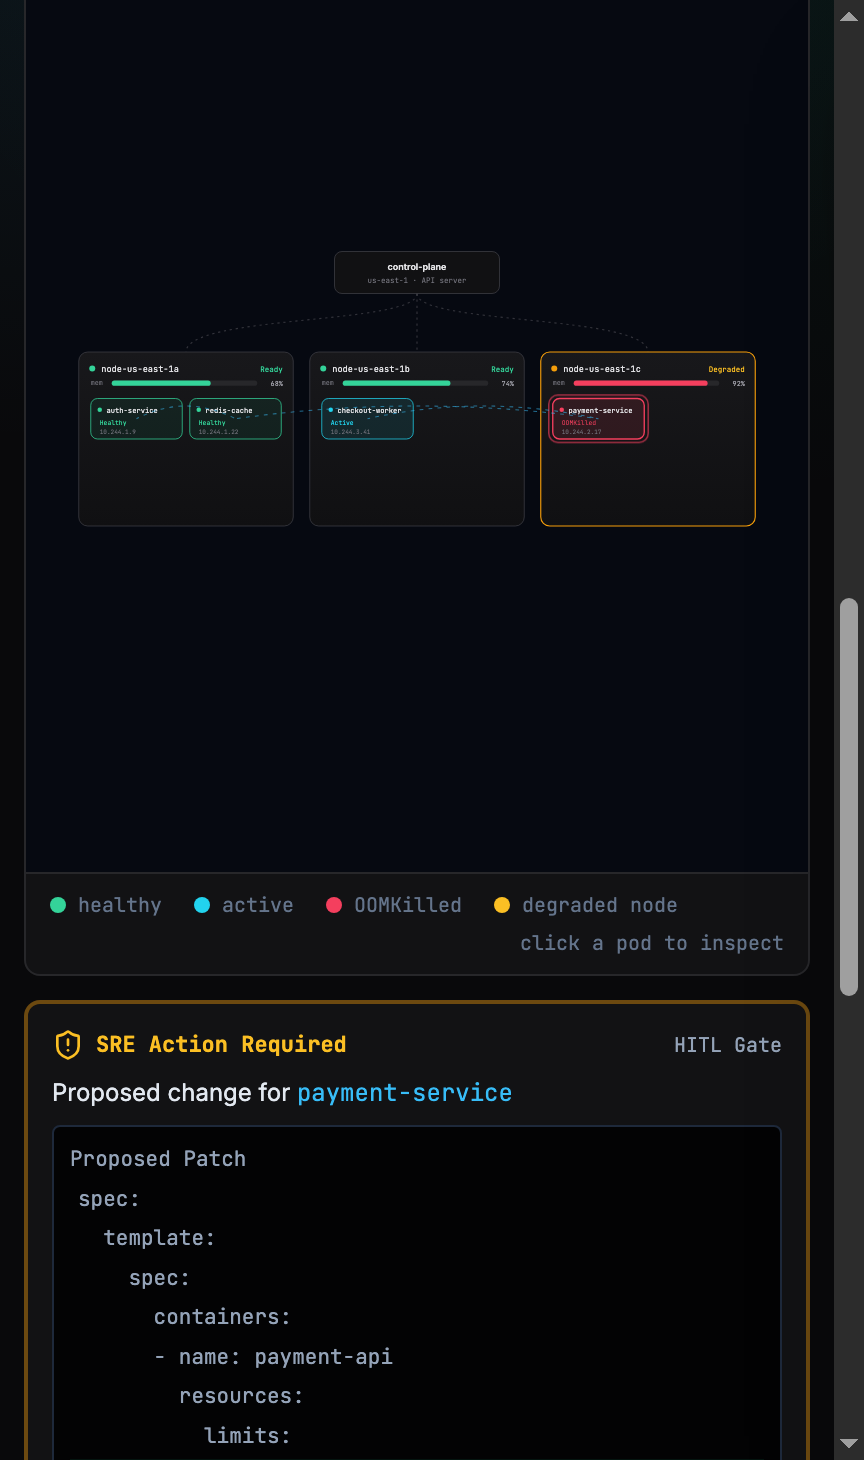 control-plane
us-east-1 · API server
node-us-east-1a Ready
mem 68%
auth-service
Healthy
10.244.1.9
redis-cache
Healthy
10.244.1.22
node-us-east-1b Ready
mem 74%
checkout-worker
Active
10.244.3.41
node-us-east-1c Degraded
mem 92%
payment-service
OOMKilled
10.244.2.17
healthy active OOMKilled degraded node
click a pod to inspect
SRE Action Required HITL Gate
Proposed change for payment-service
Proposed Patch
spec:
template:
spec:
containers:
- name: payment-api
resources:
limits: